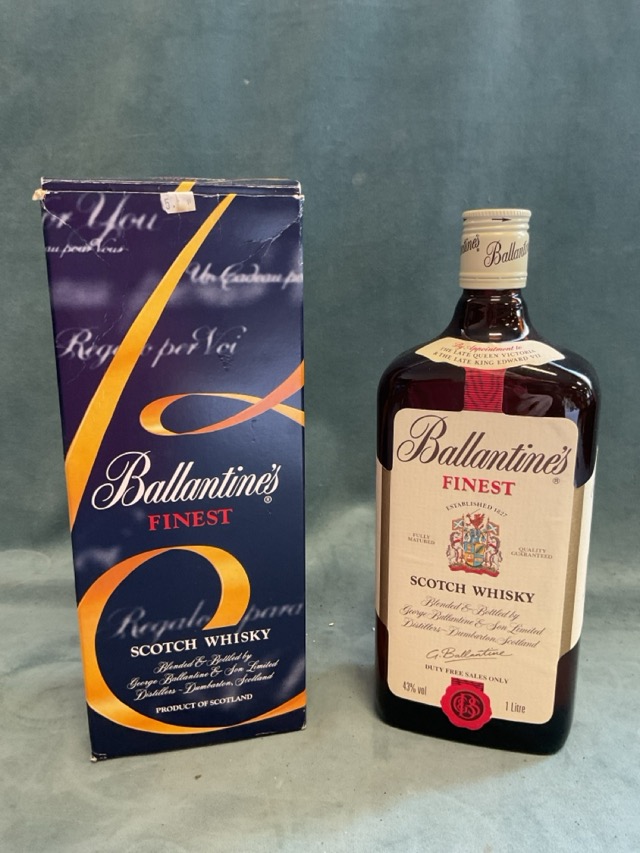 r You
au pour vous
Un Cadeau pe
Regalo per Voi
Ballantine's
®
FINEST
Regalo para
SCOTCH WHISKY
Blended & Bottled by
George Ballantine & Son Limited
Distillers - Dumbarton, Scotland
PRODUCT OF SCOTLAND
Ballantine's
By Appointment to
THE LATE QUEEN VICTORIA
& THE LATE KING EDWARD VII
Ballantine's
®
FINEST
ESTABLISHED 1827
FULLY
MATURED
QUALITY
GUARANTEED
SCOTCH WHISKY
Blended & Bottled by
George Ballantine & Son Limited
Distillers - Dumbarton, Scotland
G. Ballantine
DUTY FREE SALES ONLY
43% vol
1 Litre